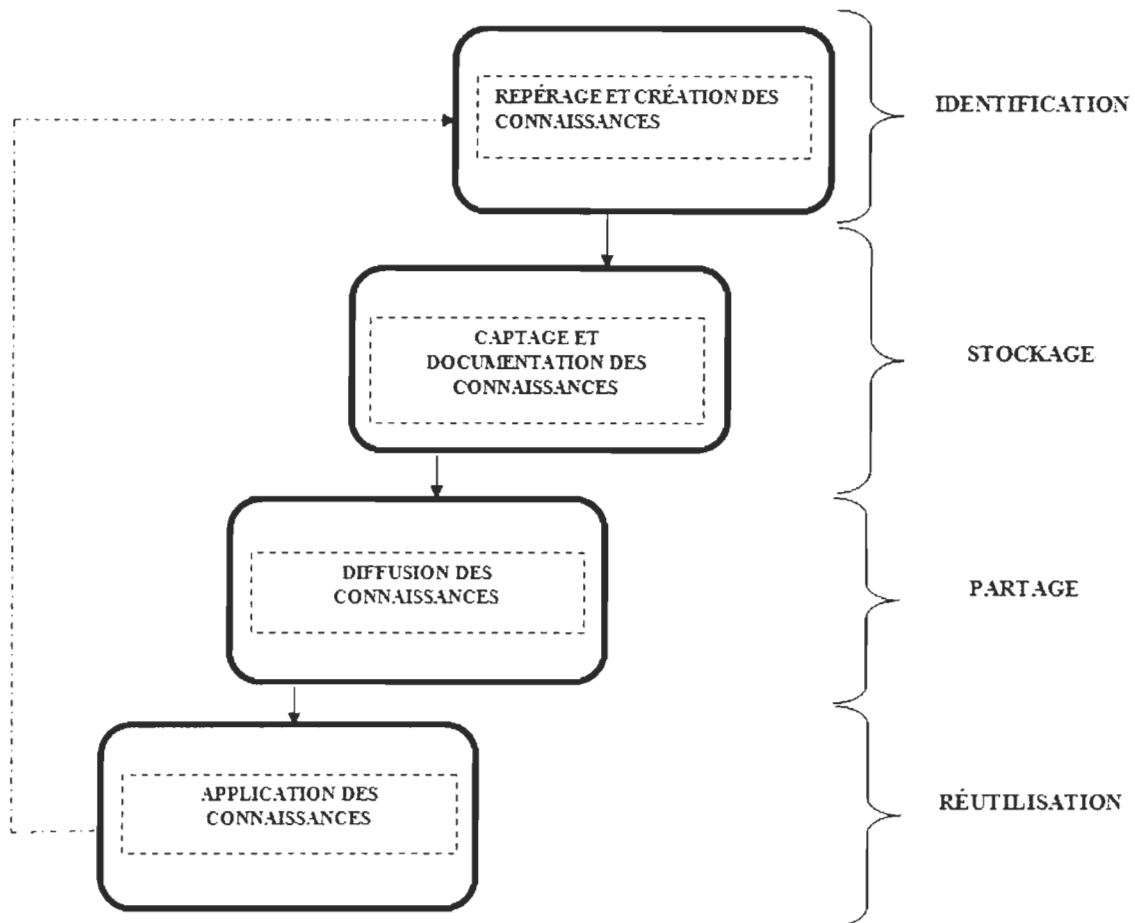 REPÉRAGE ET CRÉATION DES
CONNAISSANCES
IDENTIFICATION
CAPTAGE ET
DOCUMENTATION DES
CONNAISSANCES
STOCKAGE
DIFFUSION DES
CONNAISSANCES
PARTAGE
APPLICATION DES
CONNAISSANCES
RÉUTILISATION